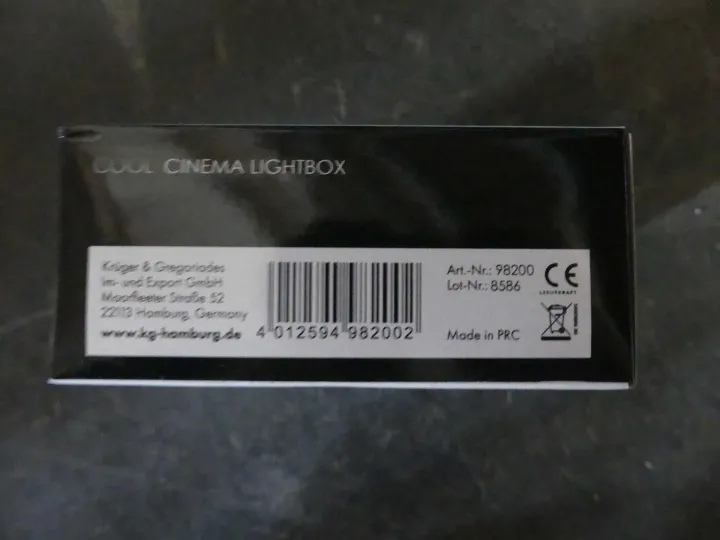 COOL CINEMA LIGHTBOX
Krüger & Gregoriades
Im- und Export GmbH
Moorfleeter Straße 52
22113 Hamburg, Germany
www.kg-hamburg.de
4 012594 982002
Art.-Nr.: 98200
Lot-Nr.: 8586
Made in PRC
CE